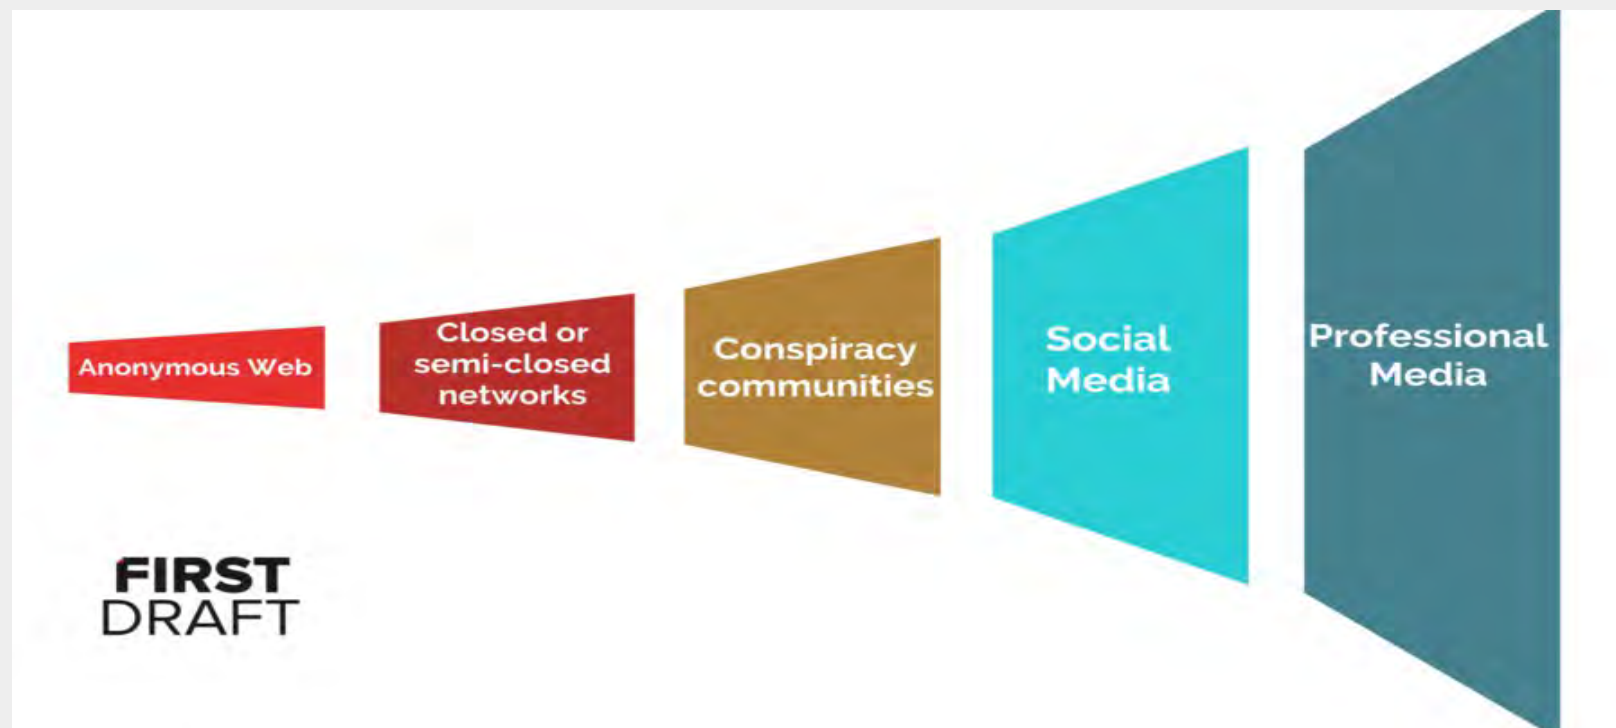 Anonymous Web
Closed or
semi-closed
networks
Conspiracy
communities
Social
Media
Professional
Media
FIRST
DRAFT